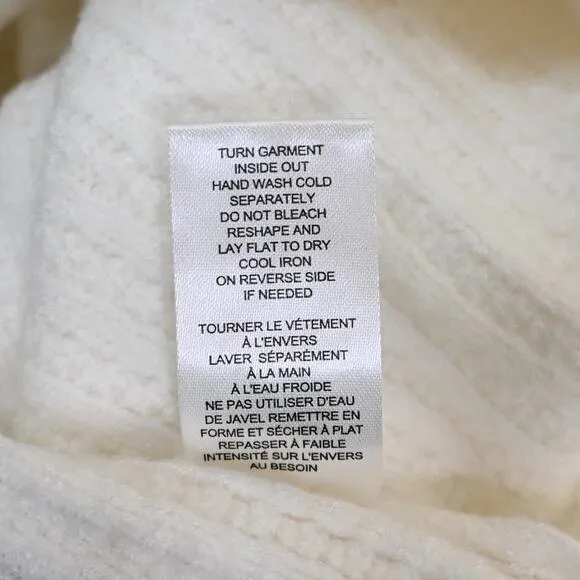 TURN GARMENT
INSIDE OUT
HAND WASH COLD
SEPARATELY
DO NOT BLEACH
RESHAPE AND
LAY FLAT TO DRY
COOL IRON
ON REVERSE SIDE
IF NEEDED
TOURNER LE VÉTEMENT
À L'ENVERS
LAVER SÉPARÉMENT
À LA MAIN
À L'EAU FROIDE
NE PAS UTILISER D'EAU
DE JAVEL REMETTRE EN
FORME ET SÉCHER À PLAT
REPASSER À FAIBLE
INTENSITÉ SUR L'ENVERS
AU BESOIN